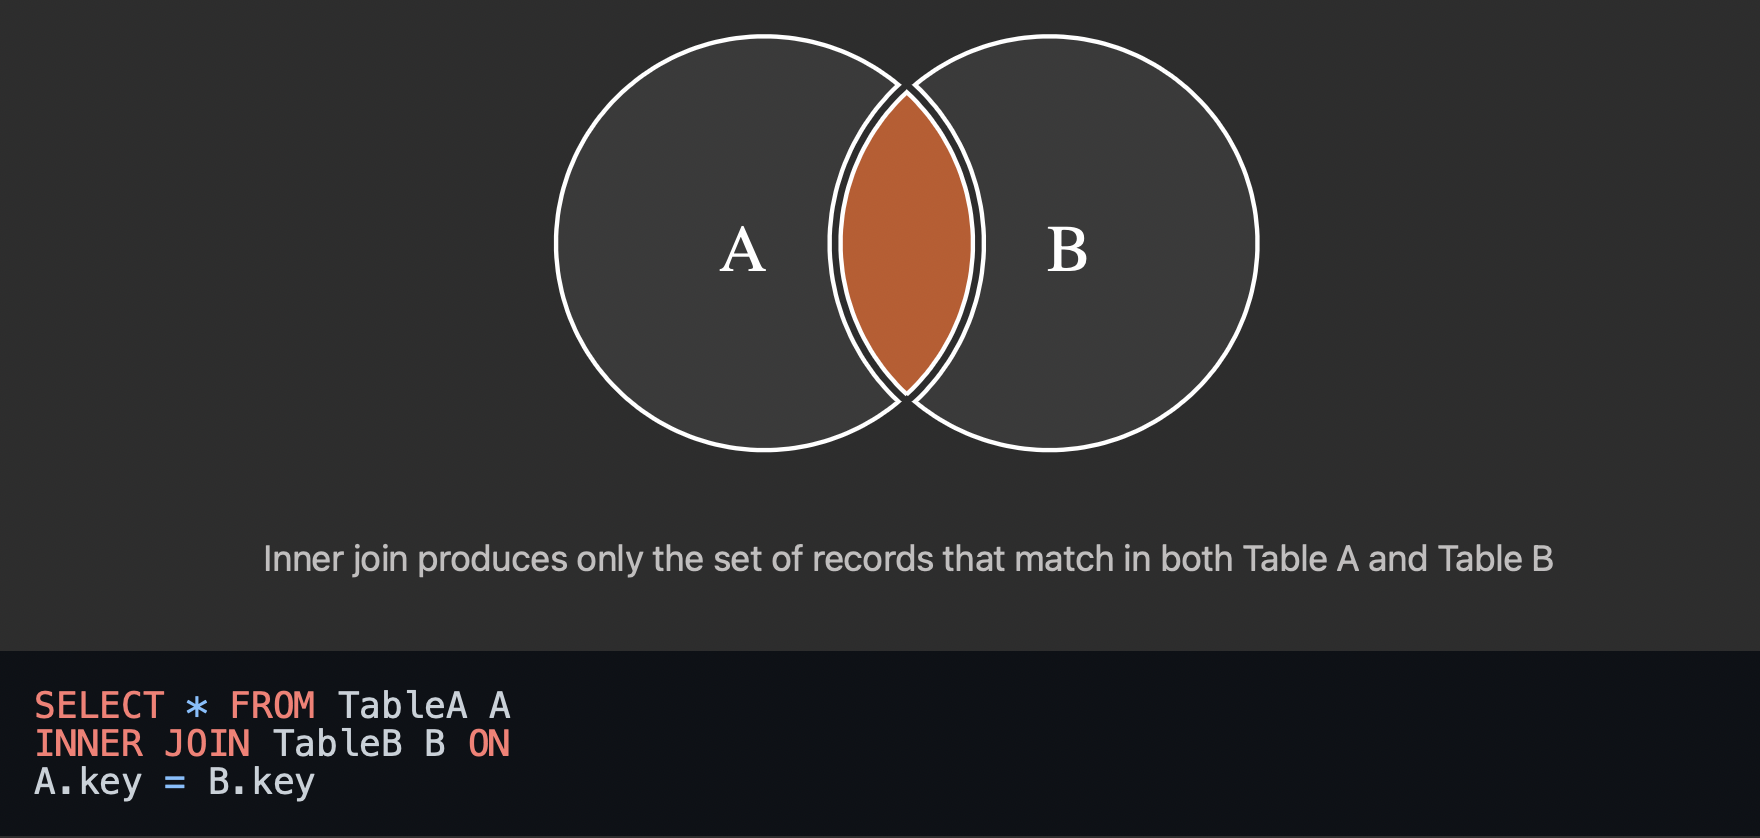 A
B
Inner join produces only the set of records that match in both Table A and Table B
SELECT * FROM TableA A
INNER JOIN TableB B ON
A.key = B.key